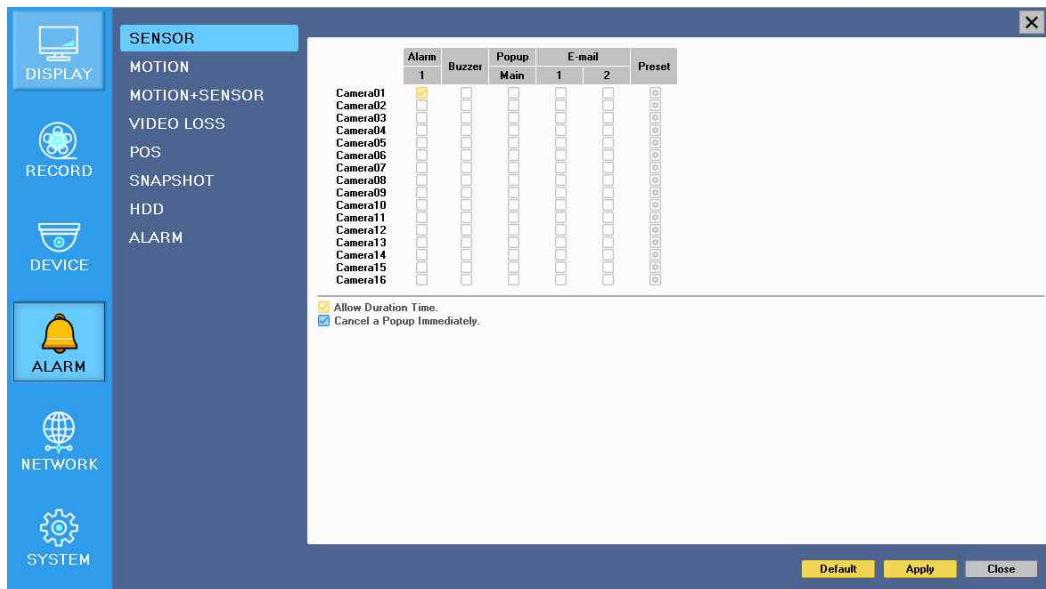 DISPLAY
RECORD
DEVICE
ALARM
NETWORK
SYSTEM
SENSOR
MOTION
MOTION+SENSOR
VIDEO LOSS
POS
SNAPSHOT
HDD
ALARM
Alarm Buzzer Popup E-mail Preset
1 Main 1 2
Camera01
Camera02
Camera03
Camera04
Camera05
Camera06
Camera07
Camera08
Camera09
Camera10
Camera11
Camera12
Camera13
Camera14
Camera15
Camera16
Allow Duration Time.
Cancel a Popup Immediately.
Default Apply Close